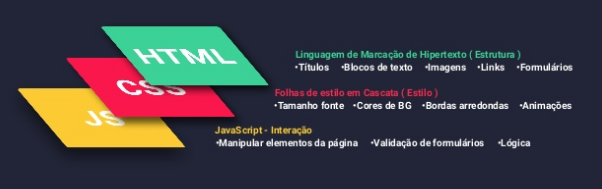 HTML
Linguagem de Marcação de Hipertexto ( Estrutura )
•Títulos •Blocos de texto •Imagens •Links •Formulários
CSS
Folhas de estilo em Cascata ( Estilo )
•Tamanho fonte •Cores de BG •Bordas arredondas •Animações
JS
JavaScript - Interação
•Manipular elementos da página •Validação de formulários •Lógica